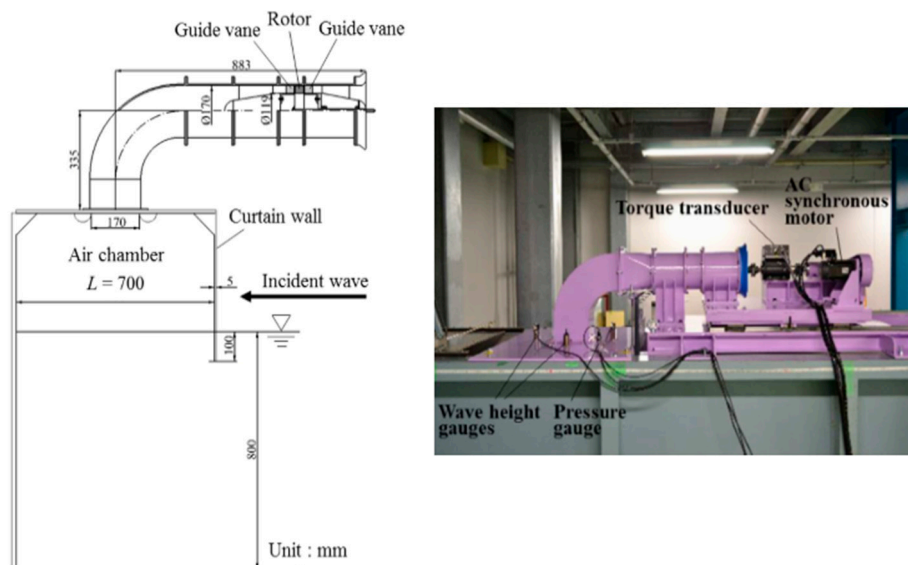 Rotor
Guide vane
Guide vane
883
Ø170
Ø119
335
170
Curtain wall
Air chamber
L = 700
5
Incident wave
100
800
Unit : mm
AC
synchronous
motor
Torque transducer
Wave height
gauges
Pressure
gauge